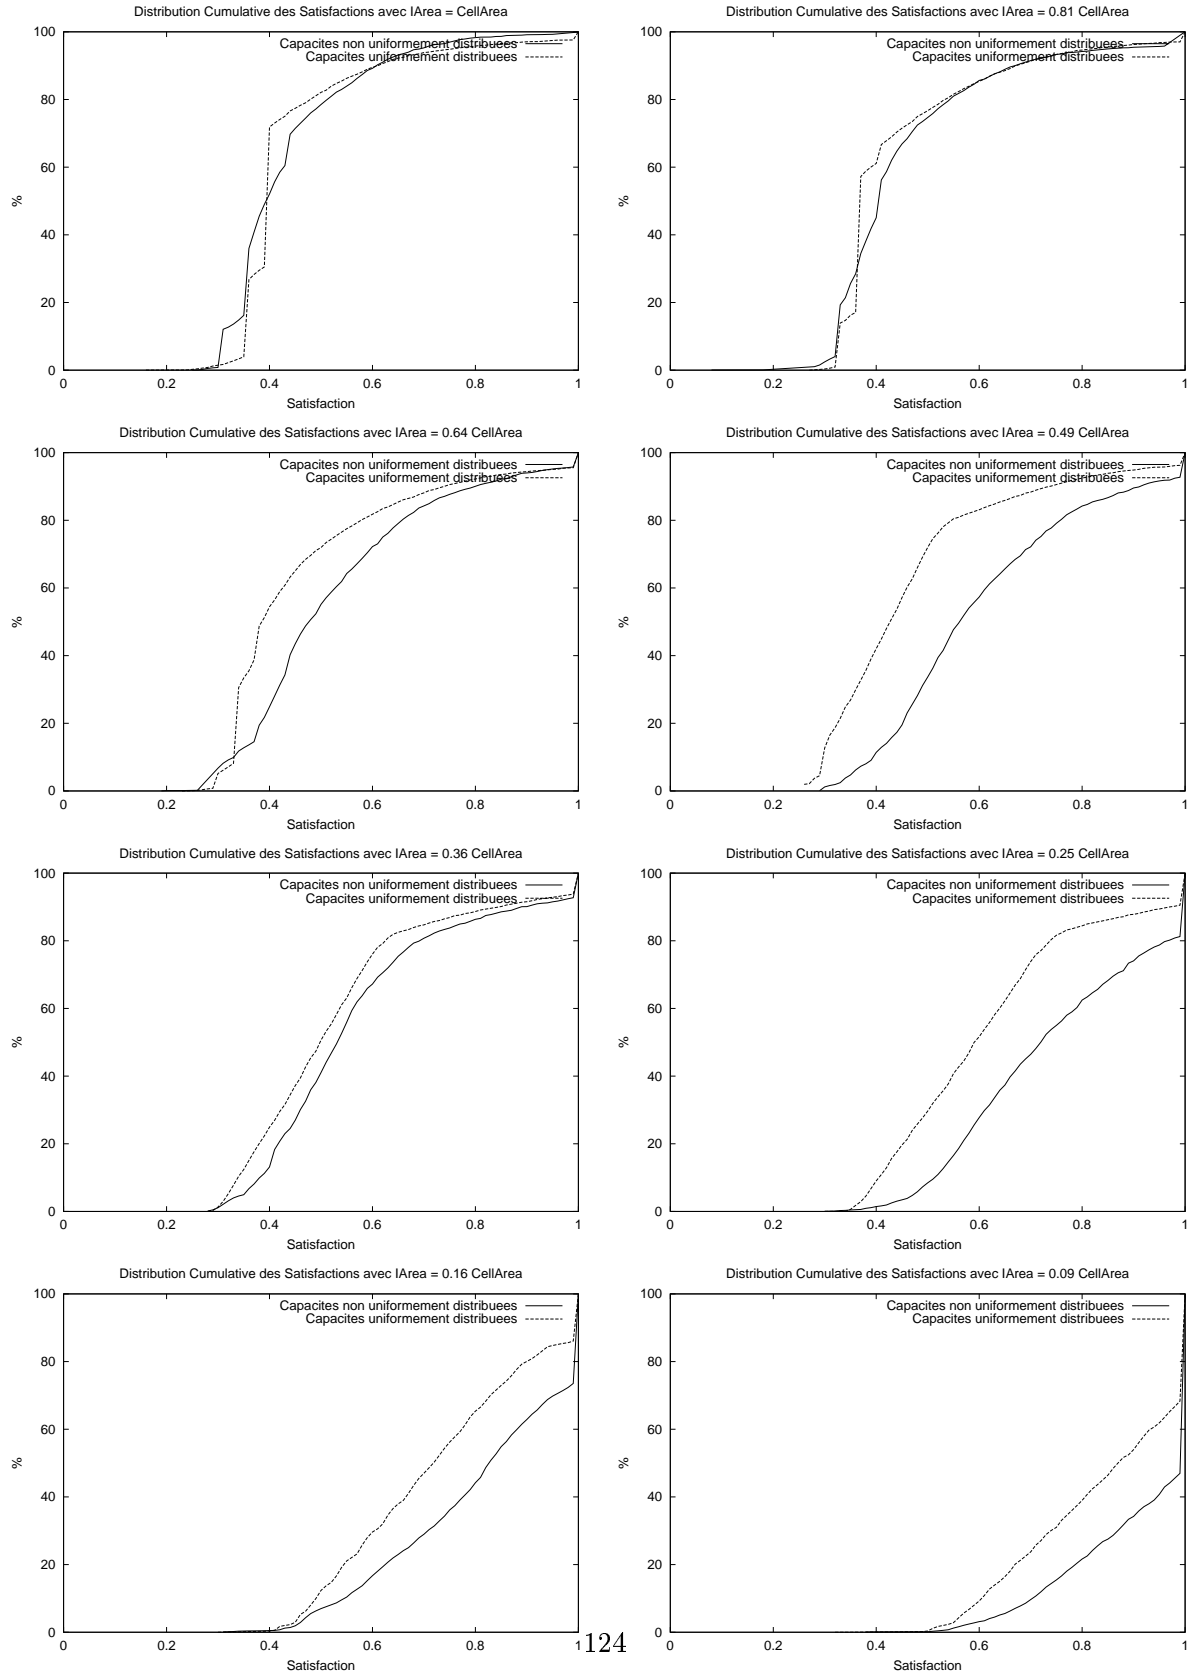 Distribution Cumulative des Satisfactions avec IArea = CellArea
100
80
60
40
20
0
%
Capacites non uniformement distribuees
Capacites uniformement distribuees
0 0.2 0.4 0.6 0.8 1
Satisfaction
Distribution Cumulative des Satisfactions avec IArea = 0.81 CellArea
100
80
60
40
20
0
%
Capacites non uniformement distribuees
Capacites uniformement distribuees
0 0.2 0.4 0.6 0.8 1
Satisfaction
Distribution Cumulative des Satisfactions avec IArea = 0.64 CellArea
100
80
60
40
20
0
%
Capacites non uniformement distribuees
Capacites uniformement distribuees
0 0.2 0.4 0.6 0.8 1
Satisfaction
Distribution Cumulative des Satisfactions avec IArea = 0.49 CellArea
100
80
60
40
20
0
%
Capacites non uniformement distribuees
Capacites uniformement distribuees
0 0.2 0.4 0.6 0.8 1
Satisfaction
Distribution Cumulative des Satisfactions avec IArea = 0.36 CellArea
100
80
60
40
20
0
%
Capacites non uniformement distribuees
Capacites uniformement distribuees
0 0.2 0.4 0.6 0.8 1
Satisfaction
Distribution Cumulative des Satisfactions avec IArea = 0.25 CellArea
100
80
60
40
20
0
%
Capacites non uniformement distribuees
Capacites uniformement distribuees
0 0.2 0.4 0.6 0.8 1
Satisfaction
Distribution Cumulative des Satisfactions avec IArea = 0.16 CellArea
100
80
60
40
20
0
%
Capacites non uniformement distribuees
Capacites uniformement distribuees
0 0.2 0.4 0.6 0.8 1
Satisfaction
Distribution Cumulative des Satisfactions avec IArea = 0.09 CellArea
100
80
60
40
20
0
%
Capacites non uniformement distribuees
Capacites uniformement distribuees
0 0.2 0.4 0.6 0.8 1
Satisfaction
124